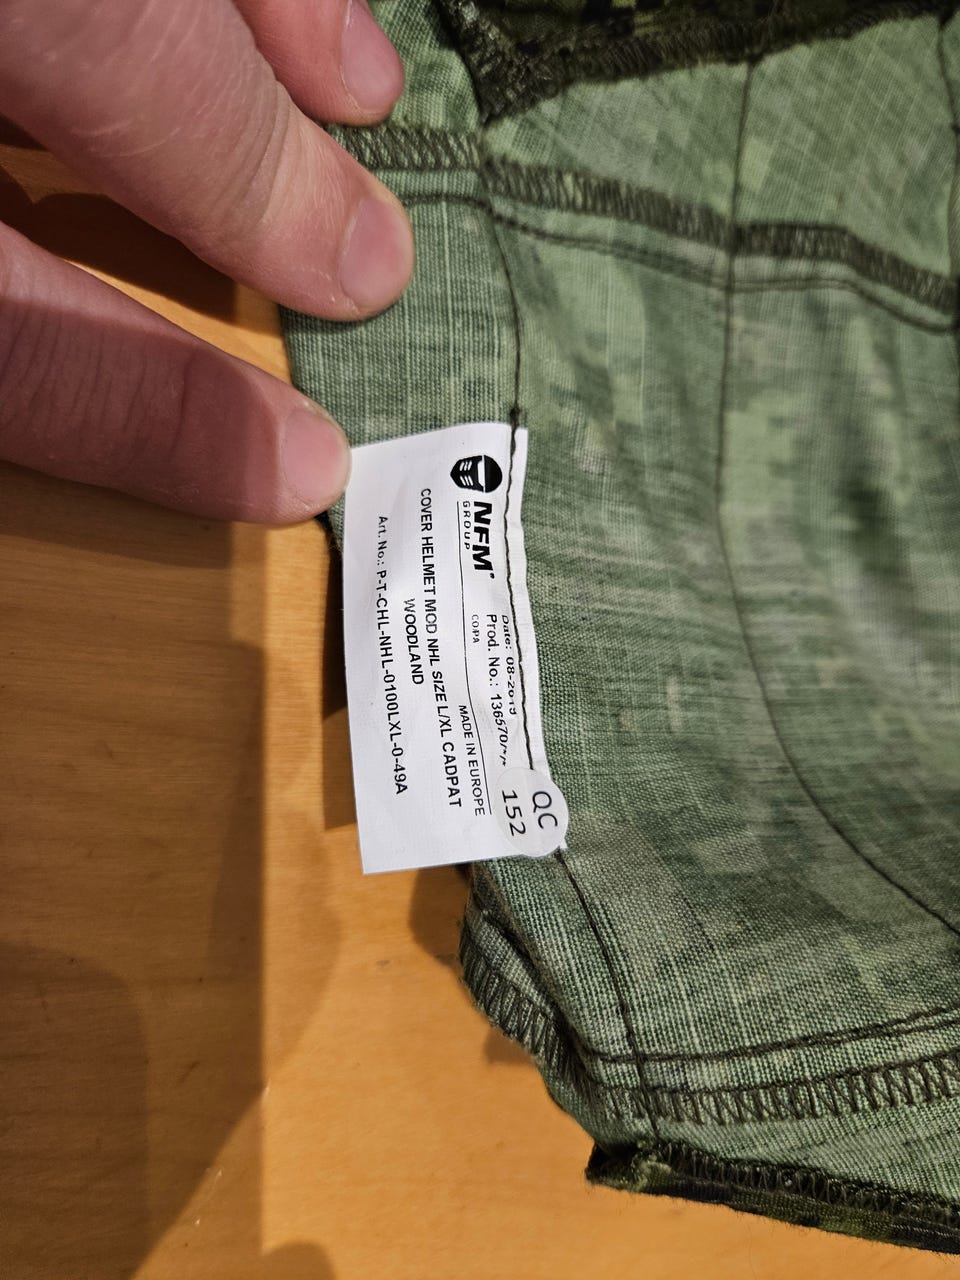 NFM®
GROUP
Date: 08-2019
Prod. No.: 136570/*/*
COPA
MADE IN EUROPE
COVER HELMET MOD NHL SIZE L/XL CADPAT
WOODLAND
Art. No.: P-T-CHL-NHL-0100LXL-0-49A
QC
152